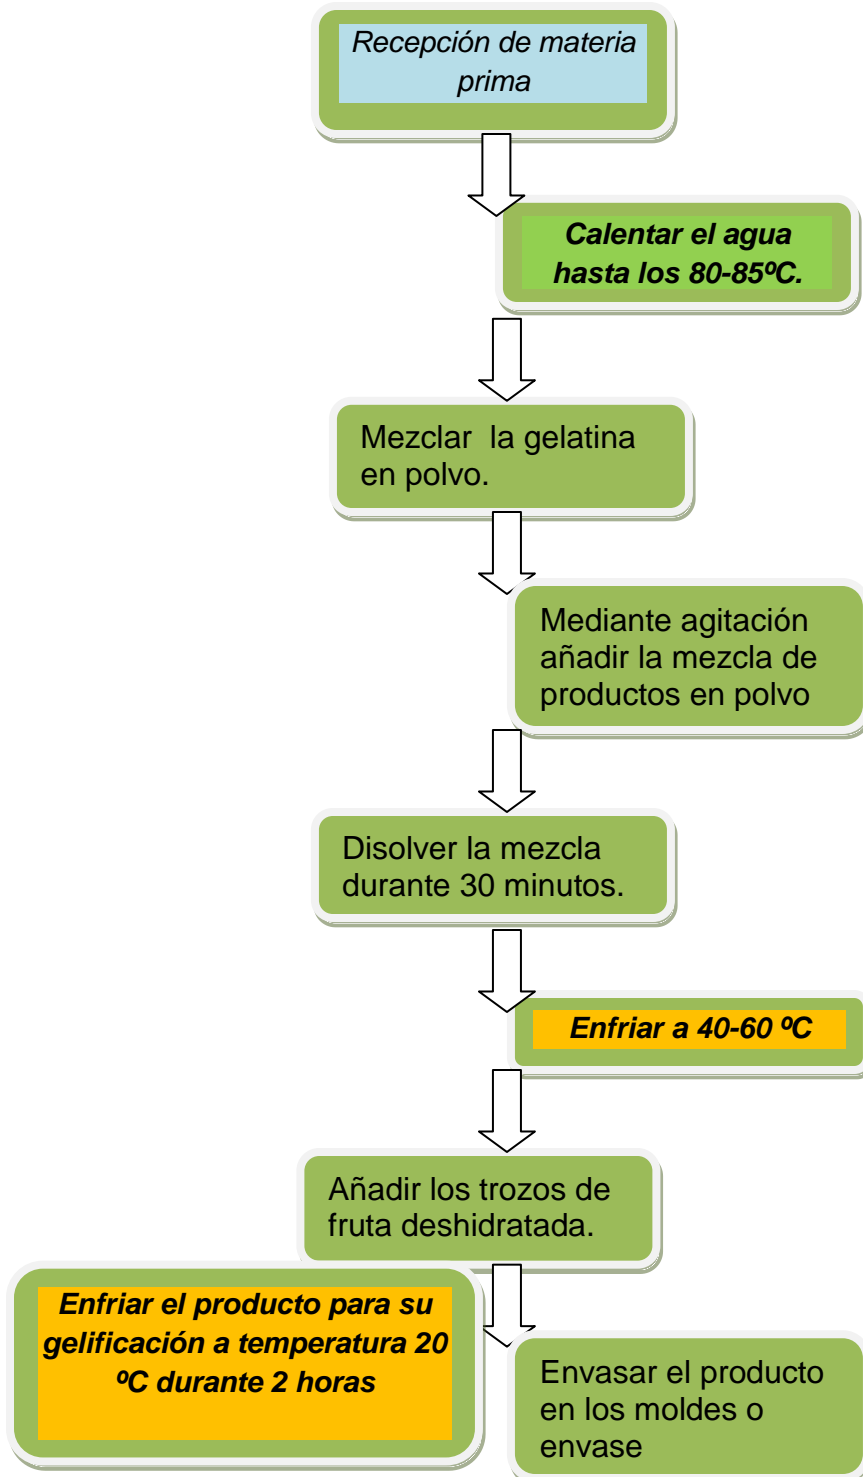 Recepción de materia
prima
Calentar el agua
hasta los 80-85ºC.
Mezclar  la gelatina
en polvo.
Mediante agitación
añadir la mezcla de
productos en polvo
Disolver la mezcla
durante 30 minutos.
Enfriar a 40-60 ºC
Añadir los trozos de
fruta deshidratada.
Enfriar el producto para su
gelificación a temperatura 20
ºC durante 2 horas
Envasar el producto
en los moldes o
envase